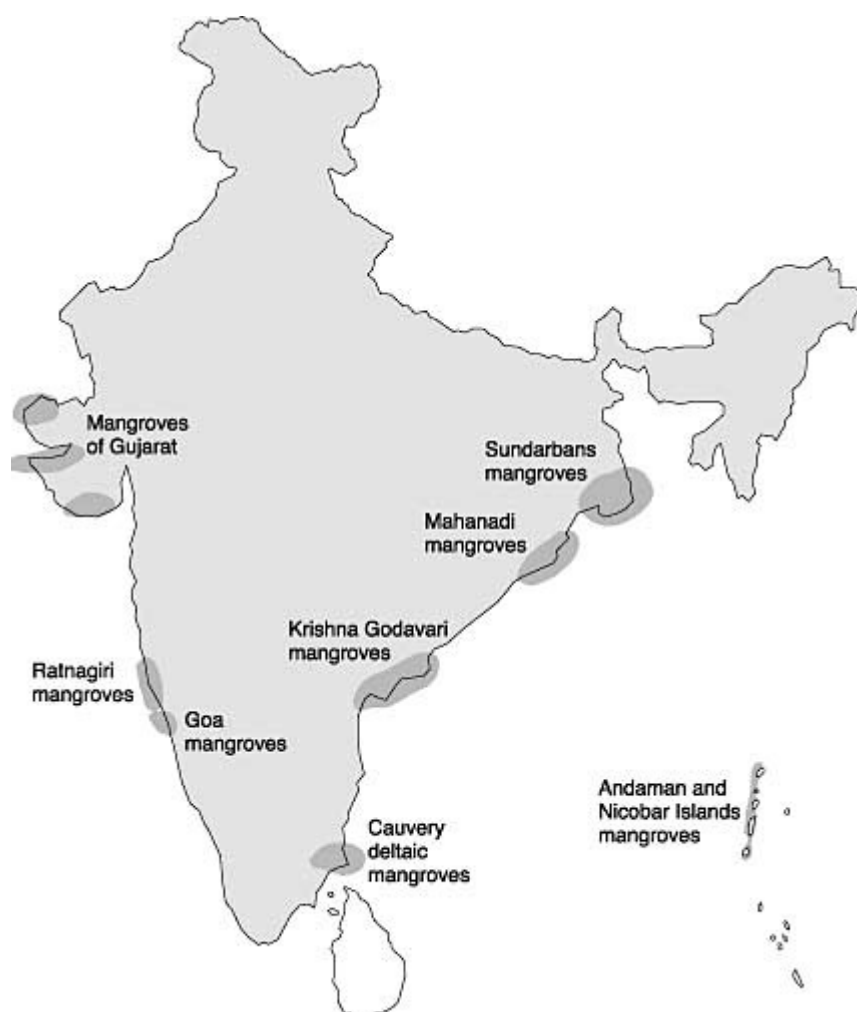 Mangroves
of Gujarat
Sundarbans
mangroves
Mahanadi
mangroves
Krishna Godavari
mangroves
Ratnagiri
mangroves
Goa
mangroves
Andaman and
Nicobar Islands
mangroves
Cauvery
deltaic
mangroves